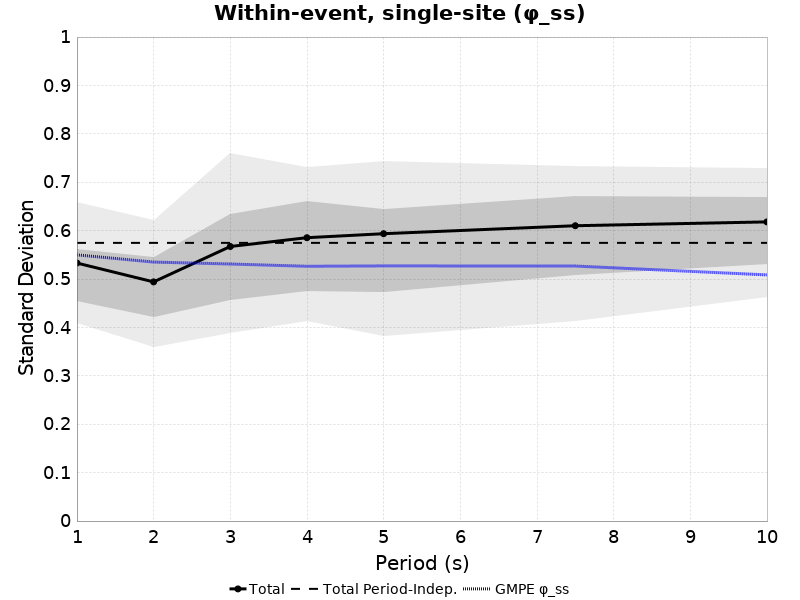 Within-event, single-site (φ_ss)
Standard Deviation
1
0.9
0.8
0.7
0.6
0.5
0.4
0.3
0.2
0.1
0
1 2 3 4 5 6 7 8 9 10
Period (s)
Total Total Period-Indep. GMPE φ_ss